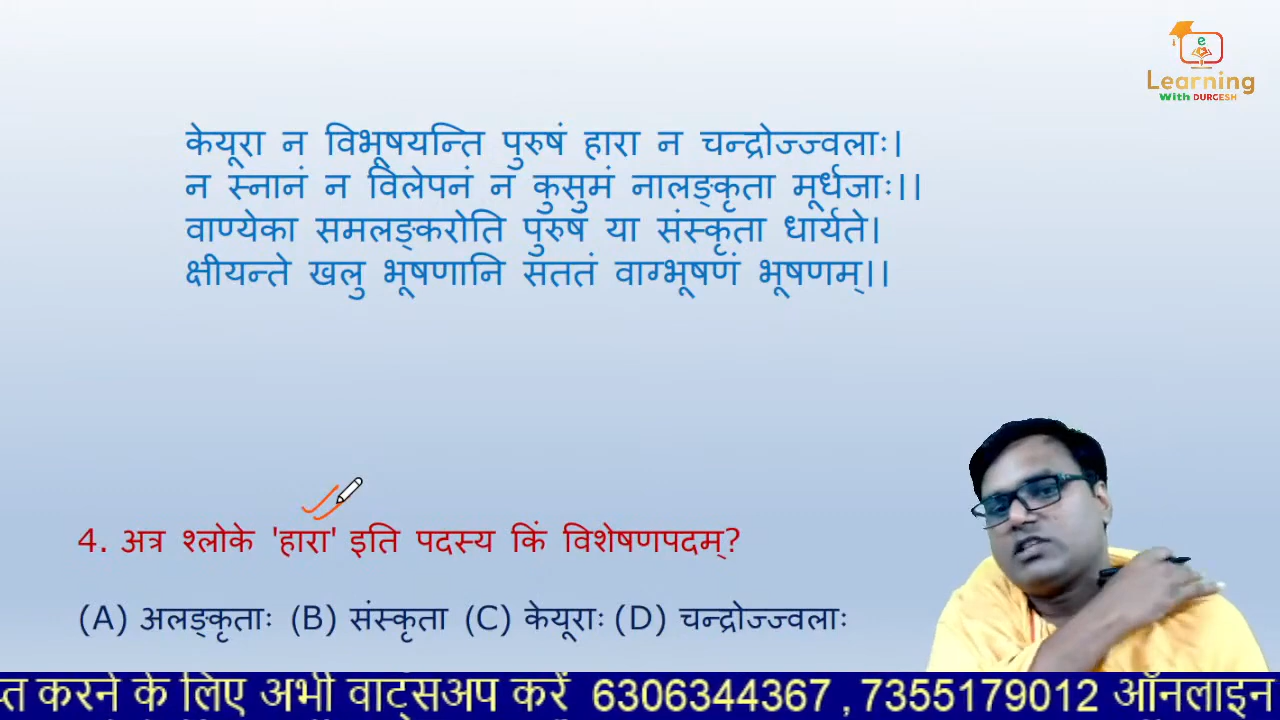 e
Learning
With DURGESH
केयूरा न विभूषयन्ति पुरुषं हारा न चन्द्रोज्ज्वलाः।
न स्नानं न विलेपनं न कुसुमं नालङ्कृता मूर्धजाः।।
वाण्येका समलङ्करोति पुरुषं या संस्कृता धार्यते।
क्षीयन्ते खलु भूषणानि सततं वाग्भूषणं भूषणम्।।
4. अत्र श्लोके 'हारा' इति पदस्य किं विशेषणपदम्?
(A) अलङ्कृताः (B) संस्कृता (C) केयूराः (D) चन्द्रोज्ज्वलाः
प्त करने के लिए अभी वाट्सअप करें 6306344367 , 7355179012 ऑनलाइन